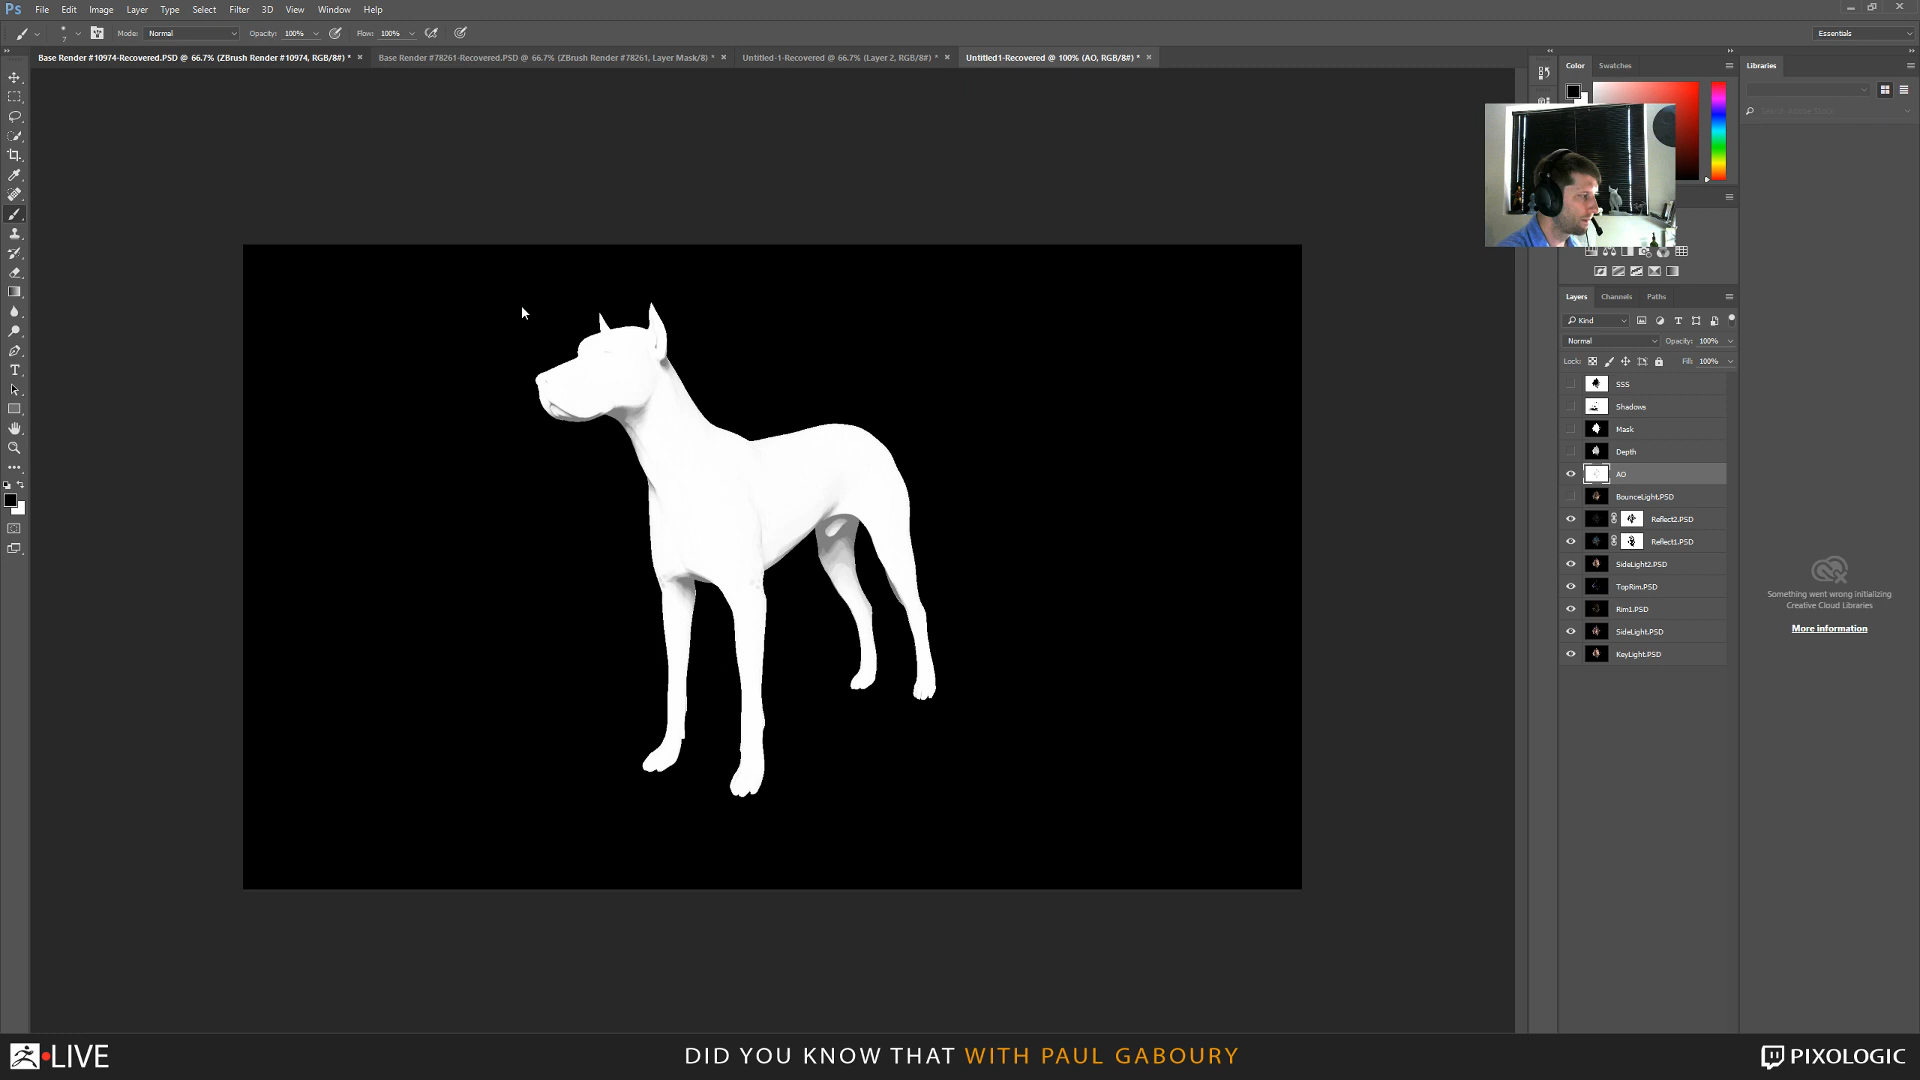 Ps File Edit Image Layer Type Select Filter 3D View Window Help
7 Mode: Normal Opacity: 100% Flow: 100% Essentials
Base Render #10974-Recovered.PSD @ 66.7% (ZBrush Render #10974, RGB/8#) * × Base Render #78261-Recovered.PSD @ 66.7% (ZBrush Render #78261, Layer Mask/8) * × Untitled-1-Recovered @ 66.7% (Layer 2, RGB/8#) * × Untitled1-Recovered @ 100% (AO, RGB/8#) * ×
Color Swatches Libraries
Layers Channels Paths
Kind
Normal Opacity: 100%
Lock: Fill: 100%
SSS
Shadows
Mask
Depth
AO
BounceLight.PSD
Reflect2.PSD
Reflect1.PSD
SideLight2.PSD
TopRim.PSD
Rim1.PSD
SideLight.PSD
KeyLight.PSD
Something went wrong initializing
Creative Cloud Libraries
More information
LIVE
DID YOU KNOW THAT WITH PAUL GABOURY
PIXOLOGIC